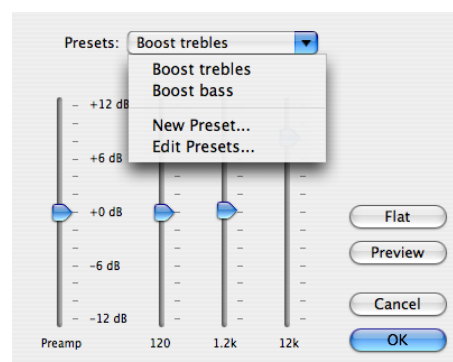 Presets: Boost trebles
Boost trebles
Boost bass
New Preset...
Edit Presets...
+12 dB
+6 dB
+0 dB
-6 dB
-12 dB
Flat
Preview
Cancel
OK
Preamp 120 1.2k 12k